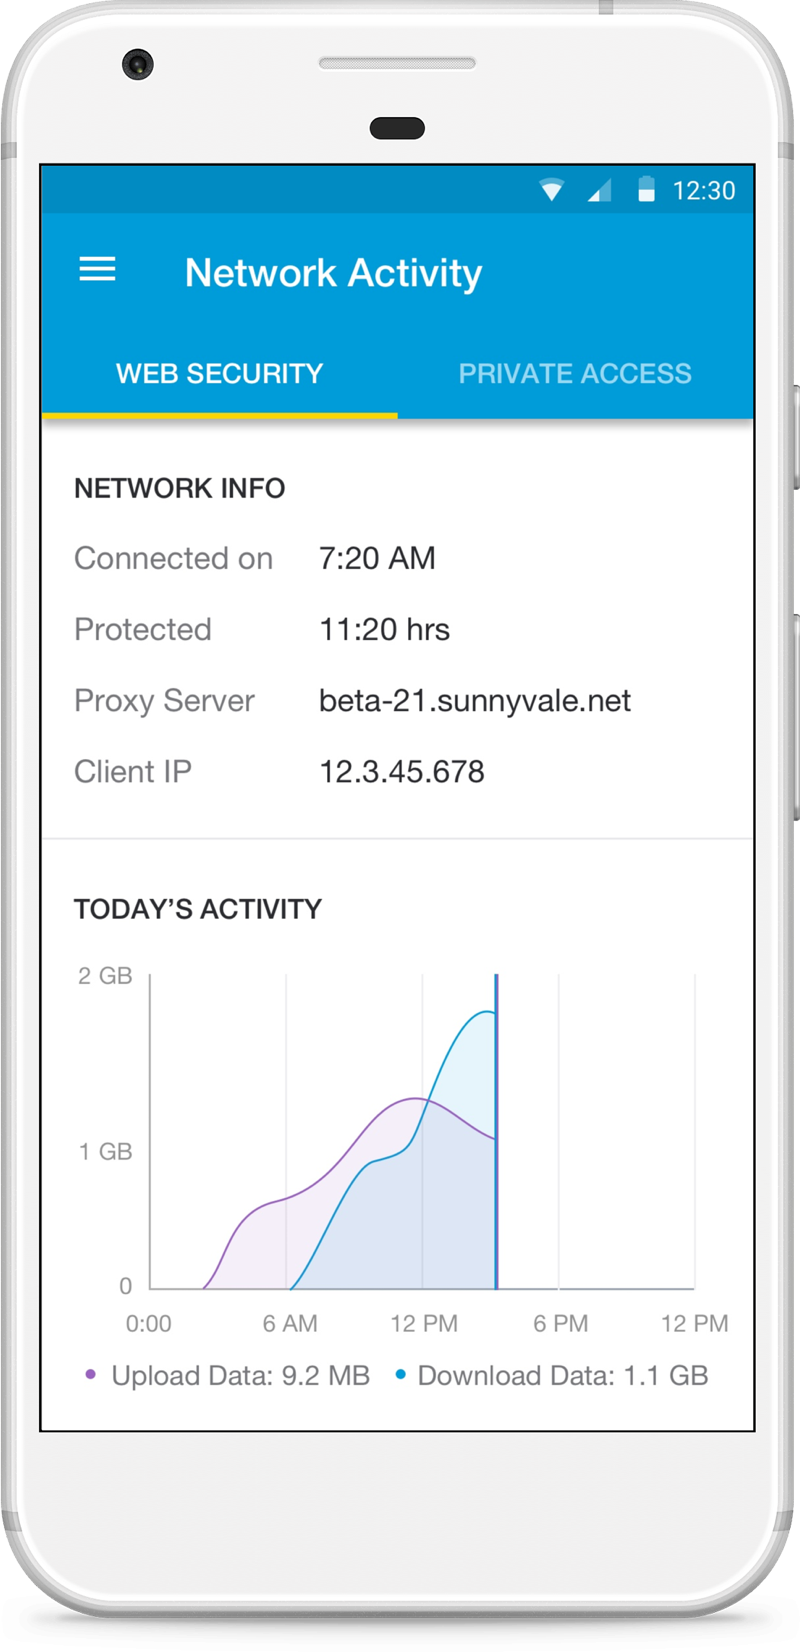 12:30
Network Activity
WEB SECURITY PRIVATE ACCESS
NETWORK INFO
Connected on 7:20 AM
Protected 11:20 hrs
Proxy Server beta-21.sunnyvale.net
Client IP 12.3.45.678
TODAY’S ACTIVITY
2 GB
1 GB
0
0:00 6 AM 12 PM 6 PM 12 PM
Upload Data: 9.2 MB Download Data: 1.1 GB